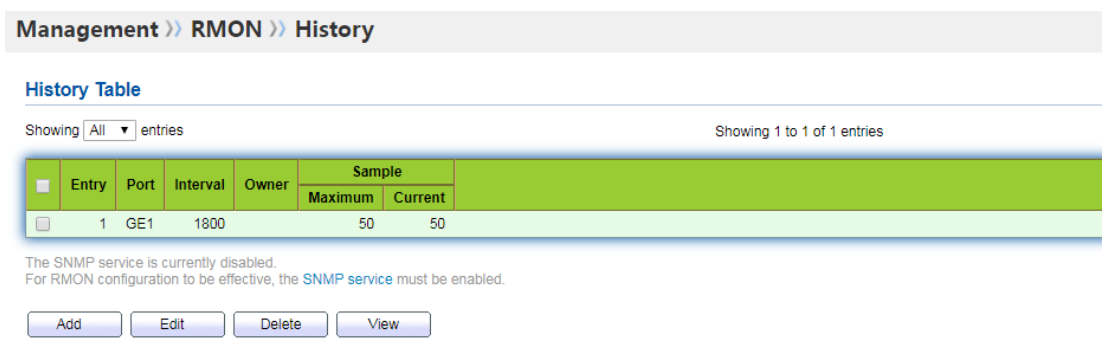 Management 》 RMON 》 History
History Table
Showing All ▼ entries
Showing 1 to 1 of 1 entries
Entry Port Interval Owner Sample
Maximum Current
1 GE1 1800 50 50
The SNMP service is currently disabled.
For RMON configuration to be effective, the SNMP service must be enabled.
Add Edit Delete View